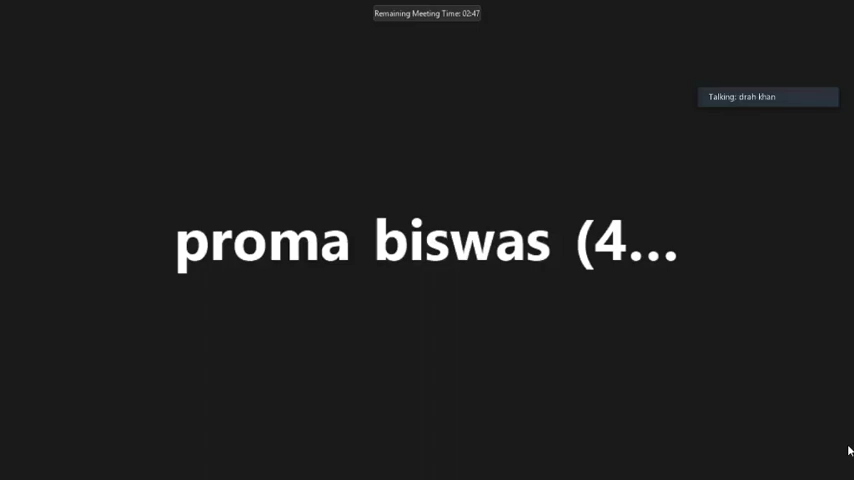 Remaining Meeting Time: 02:47
Talking: drah khan
proma biswas (4...